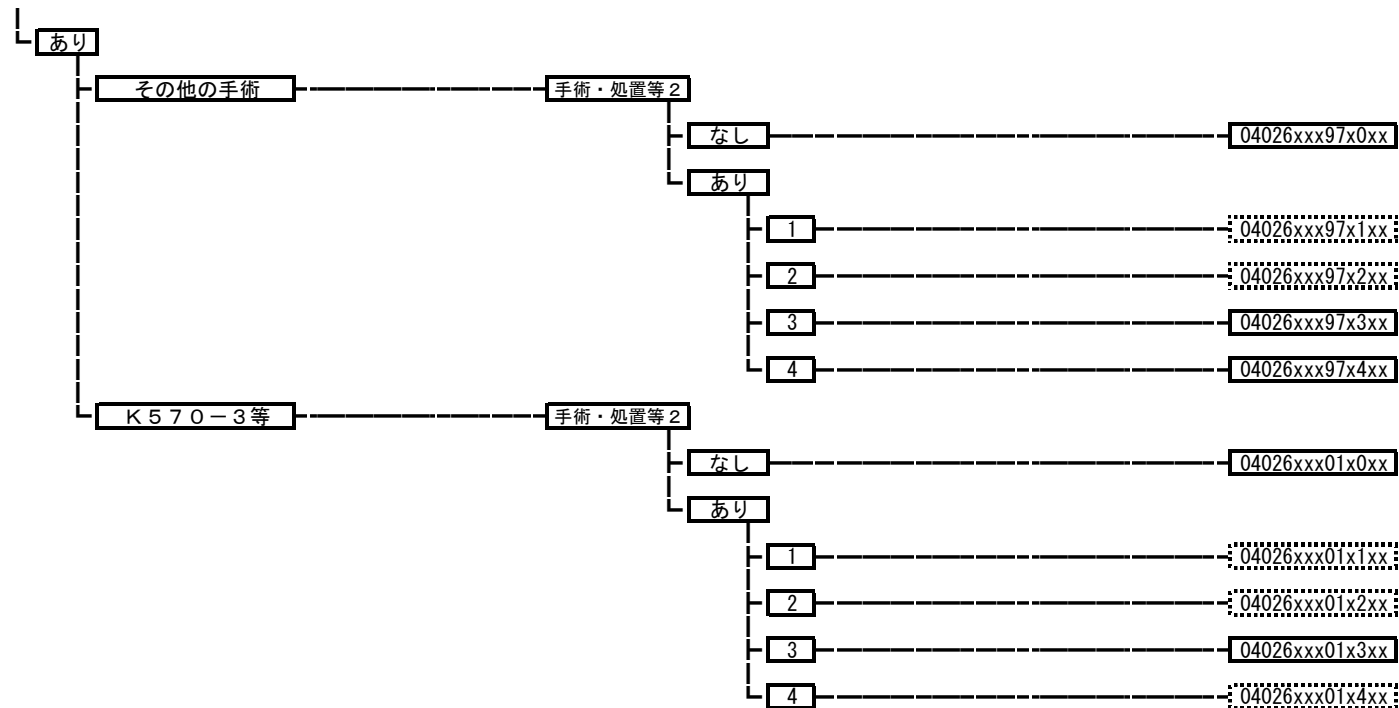 あり
その他の手術 手術・処置等2
なし 04026xxx97x0xx
あり
1 04026xxx97x1xx
2 04026xxx97x2xx
3 04026xxx97x3xx
4 04026xxx97x4xx
K570-3等 手術・処置等2
なし 04026xxx01x0xx
あり
1 04026xxx01x1xx
2 04026xxx01x2xx
3 04026xxx01x3xx
4 04026xxx01x4xx